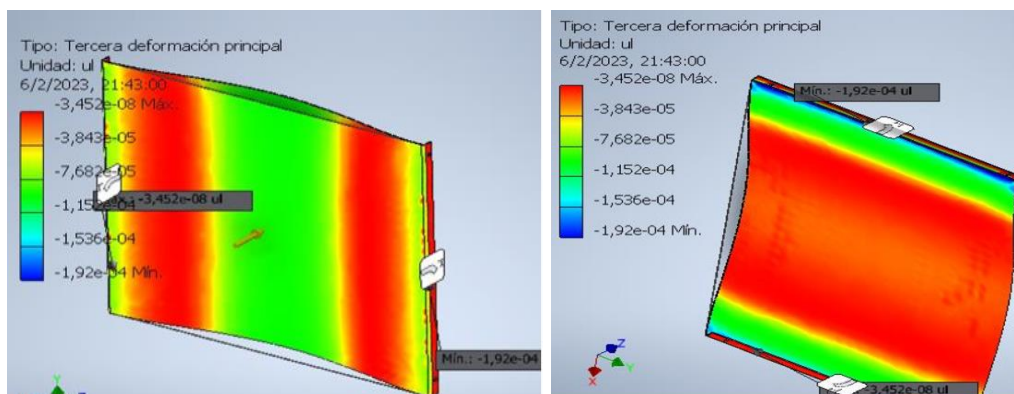 Tipo: Tercera deformación principal
Unidad: ul
6/2/2023, 21:43:00
-3,452e-08 Máx.
-3,843e-05
-7,682e-05
-1,152e-04
-3,452e-08 ul
-1,536e-04
-1,92e-04 Mín.
Mín.: -1,92e-04
Y
Tipo: Tercera deformación principal
Unidad: ul
6/2/2023, 21:43:00
-3,452e-08 Máx.
Mín.: -1,92e-04 ul
-3,843e-05
-7,682e-05
-1,152e-04
-1,536e-04
-1,92e-04 Mín.
Z
Y
X
-3,452e-08 ul